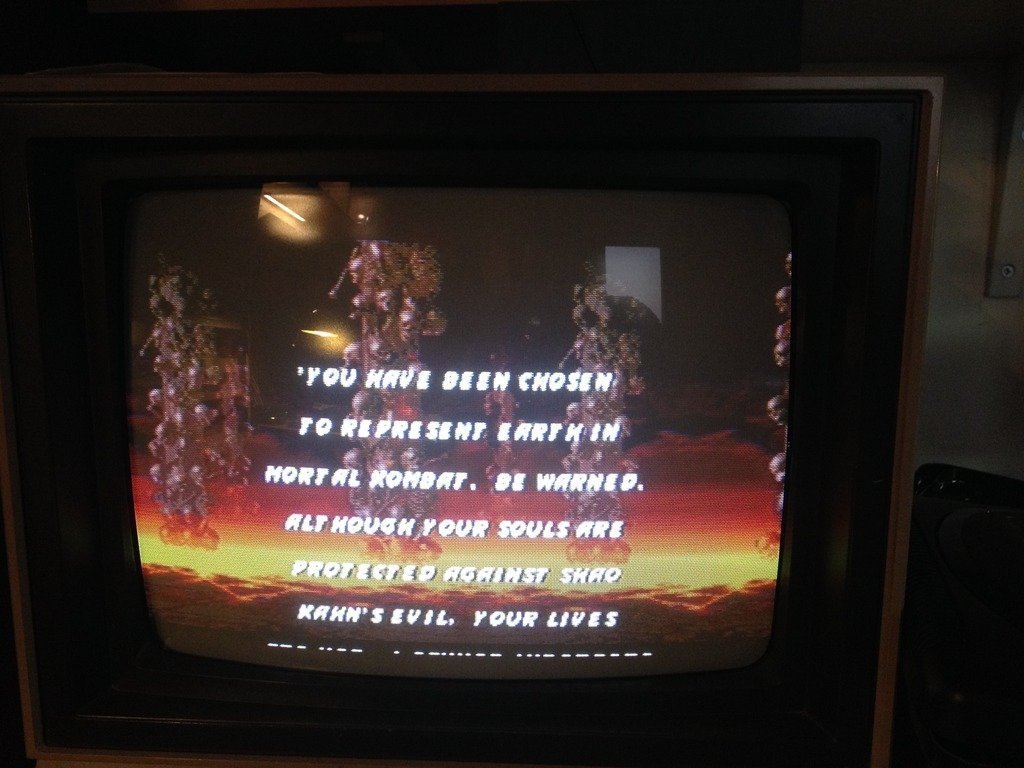 'YOU HAVE BEEN CHOSEN
TO REPRESENT EARTH IN
MORTAL KOMBAT. BE WARNED.
ALTHOUGH YOUR SOULS ARE
PROTECTED AGAINST SHAO
KAHN'S EVIL, YOUR LIVES